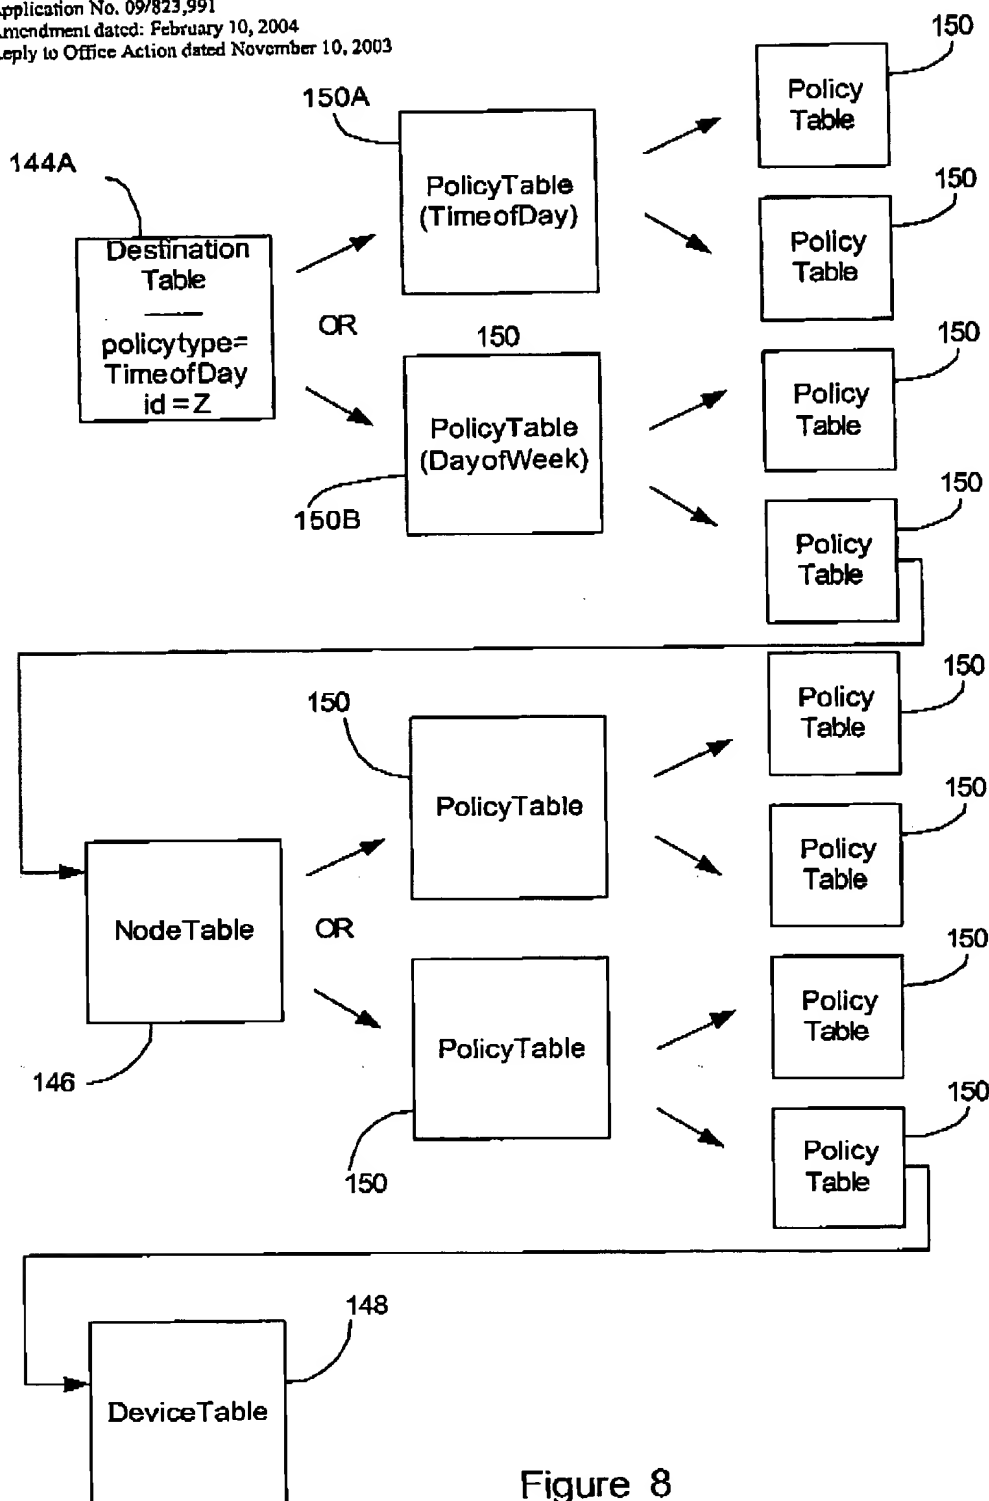 Application No. 09/823,991
Amendment dated: February 10, 2004
Reply to Office Action dated November 10, 2003
150
Policy
Table
150A
PolicyTable
(TimeofDay)
144A
Destination
Table
policytype=
TimeofDay
id = Z
150
Policy
Table
OR
150
PolicyTable
(DayofWeek)
150B
150
Policy
Table
150
Policy
Table
150
Policy
Table
150
PolicyTable
150
Policy
Table
NodeTable
146
OR
150
Policy
Table
PolicyTable
150
150
Policy
Table
148
DeviceTable
Figure 8